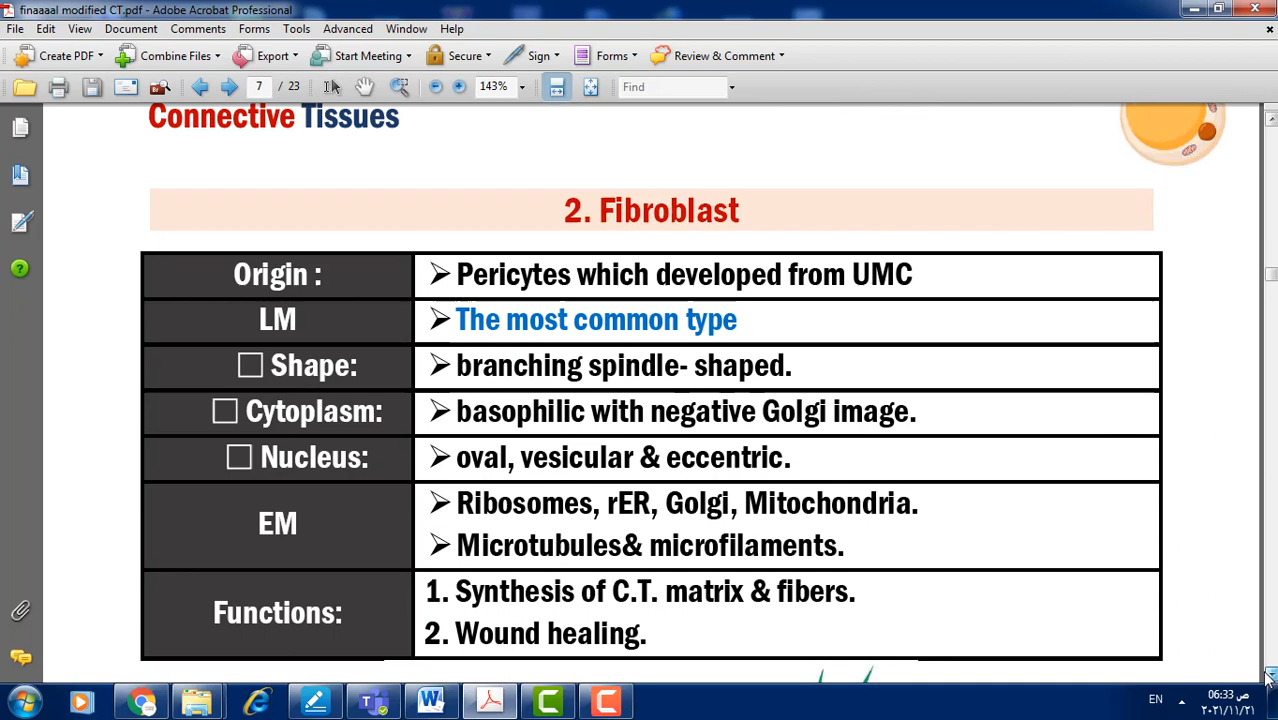 finaaaal modified CT.pdf - Adobe Acrobat Professional
File Edit View Document Comments Forms Tools Advanced Window Help
Create PDF Combine Files Export Start Meeting Secure Sign Forms Review & Comment
7 / 23 143% Find
Connective Tissues
2. Fibroblast
Origin : Pericytes which developed from UMC
LM The most common type
Shape: branching spindle- shaped.
Cytoplasm: basophilic with negative Golgi image.
Nucleus: oval, vesicular & eccentric.
EM Ribosomes, rER, Golgi, Mitochondria.
Microtubules& microfilaments.
Functions: 1. Synthesis of C.T. matrix & fibers.
2. Wound healing.
EN 06:33 ص
٢٠٢١/١١/٢١